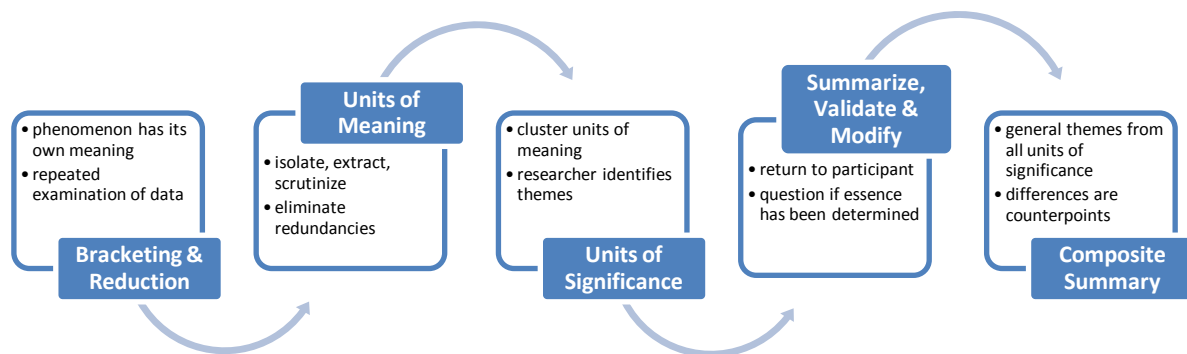 • phenomenon has its
own meaning
• repeated
examination of data
Bracketing &
Reduction
Units of
Meaning
• isolate, extract,
scrutinize
• eliminate
redundancies
• cluster units of
meaning
• researcher identifies
themes
Units of
Significance
Summarize,
Validate &
Modify
• return to participant
• question if essence
has been determined
• general themes from
all units of
significance
• differences are
counterpoints
Composite
Summary